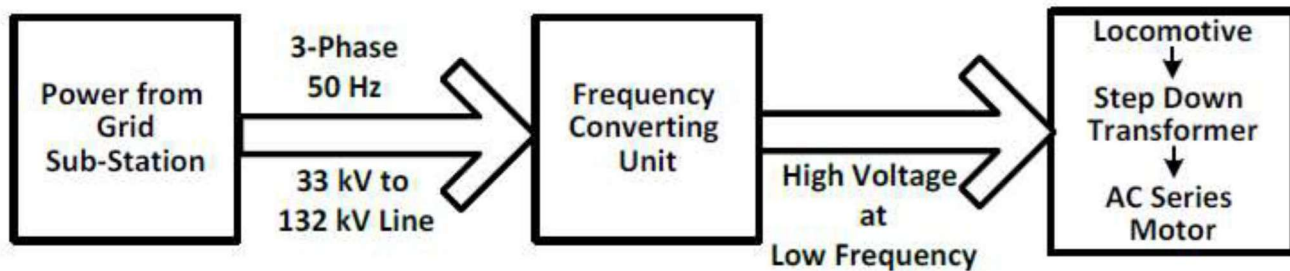 Power from
Grid
Sub-Station
3-Phase
50 Hz
33 kV to
132 kV Line
Frequency
Converting
Unit
High Voltage
at
Low Frequency
Locomotive
Step Down
Transformer
AC Series
Motor